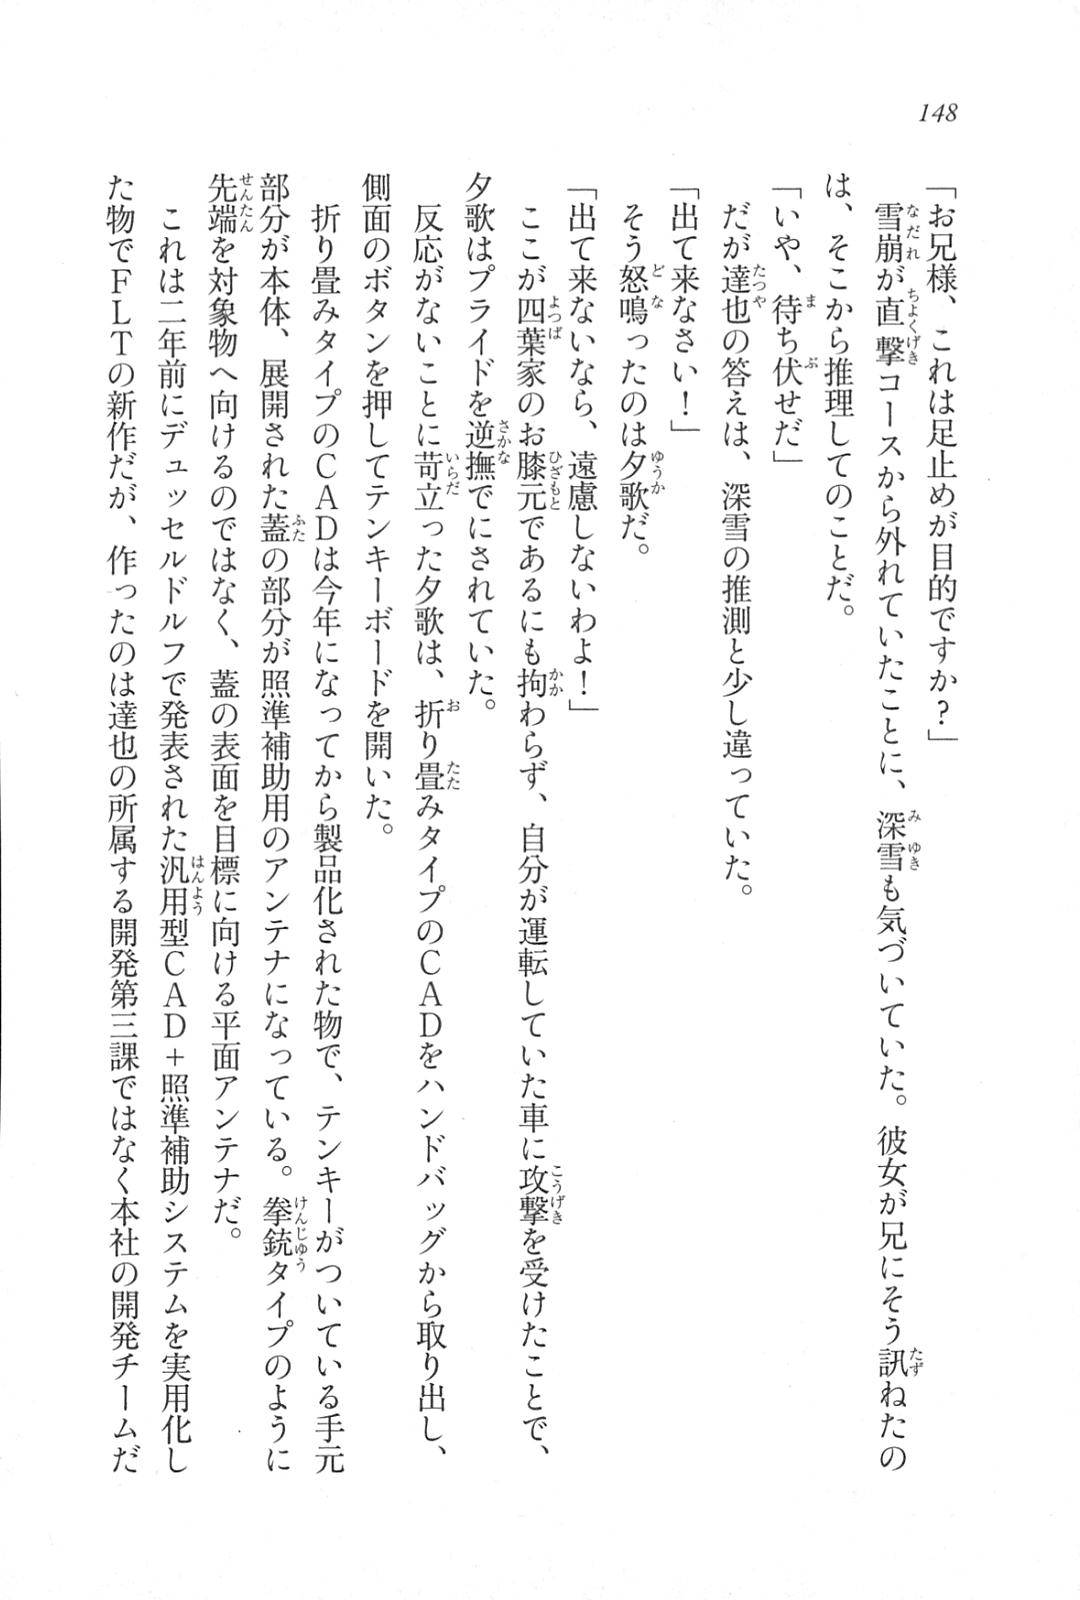 148
「お兄様、これは足止めが目的ですか？」
雪崩が直撃コースから外れていたことに、深雪も気づいていた。彼女が兄にそう訊ねたの
は、そこから推理してのことだ。
「いや、待ち伏せだ」
だが達也の答えは、深雪の推測と少し違っていた。
「出て来なさい！」
そう怒鳴ったのは夕歌だ。
「出て来ないなら、遠慮しないわよ！」
ここが四葉家のお膝元であるにも拘わらず、自分が運転していた車に攻撃を受けたことで、
夕歌はプライドを逆撫でにされていた。
反応がないことに苛立った夕歌は、折り畳みタイプのＣＡＤをハンドバッグから取り出し、
側面のボタンを押してテンキーボードを開いた。
折り畳みタイプのＣＡＤは今年になってから製品化された物で、テンキーがついている手元
部分が本体、展開された蓋の部分が照準補助用のアンテナになっている。拳銃タイプのように
先端を対象物へ向けるのではなく、蓋の表面を目標に向ける平面アンテナだ。
これは二年前にデュッセルドルフで発表された汎用型ＣＡＤ＋照準補助システムを実用化し
た物でＦＬＴの新作だが、作ったのは達也の所属する開発第三課ではなく本社の開発チームだ